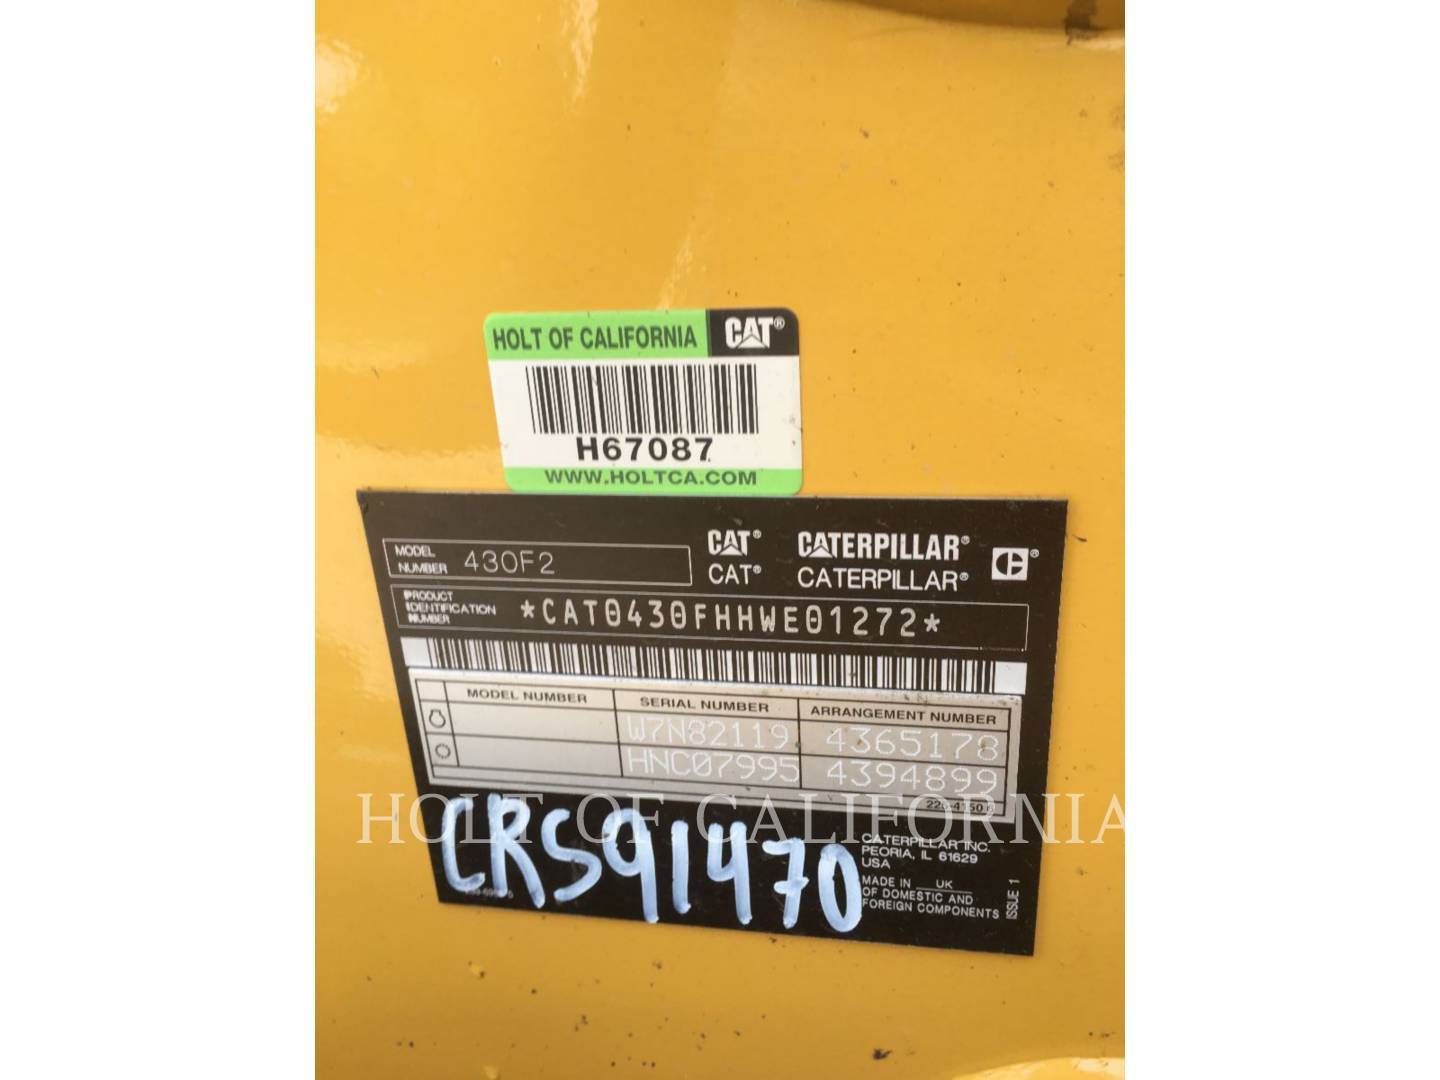 HOLT OF CALIFORNIA CAT®
H67087
WWW.HOLTCA.COM
CAT® CATERPILLAR®
CAT® CATERPILLAR®
MODEL NUMBER 430F2
PRODUCT IDENTIFICATION NUMBER *CAT0430FHHWE01272*
MODEL NUMBER SERIAL NUMBER ARRANGEMENT NUMBER
W7N82119 4365178
HNC07995 4394899
HOLT OF CALIFORNIA
CRS91470
CATERPILLAR INC.
PEORIA, IL 61629
USA
MADE IN UK
OF DOMESTIC AND
FOREIGN COMPONENTS
ISSUE 1